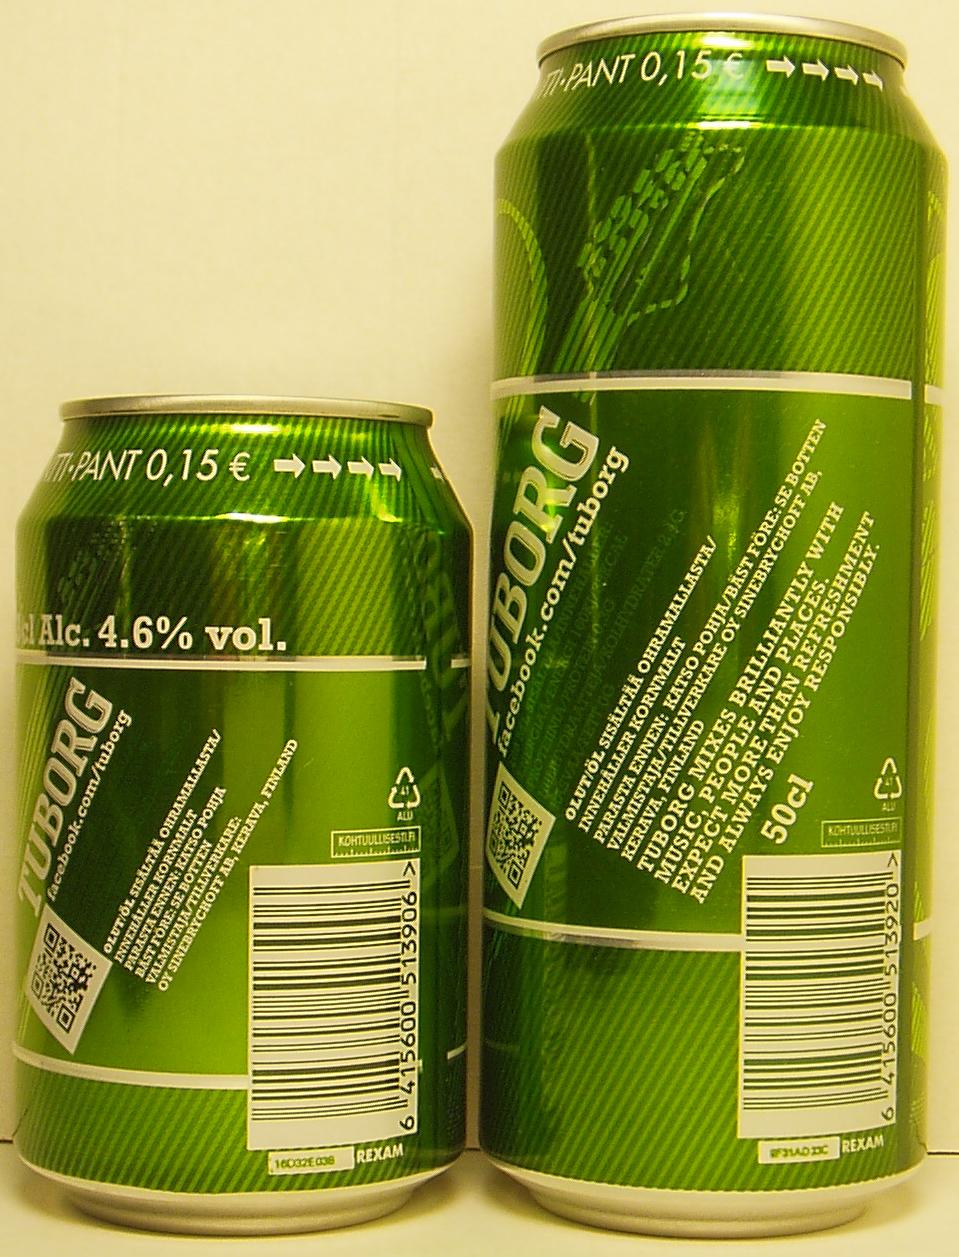 PANT 0,15 €
Alc. 4.6% vol.
TUBORG
facebook.com/tuborg
OLUT/ÖL SISÄLTÄÄ OHRAMALLASTA/
INNEHÅLLER KORNMALT
PARASTA ENNEN: KATSO POHJA
BÄST FÖRE: SE BOTTEN
VALMISTAJA/TILLVERKARE:
OY SINEBRYCHOFF AB, KERAVA, FINLAND
41
ALU
KOHTUULLISESTI.FI
6 415600 513906 >
REXAM
PANT 0,15 €
TUBORG
facebook.com/tuborg
OLUT/ÖL SISÄLTÄÄ OHRAMALLASTA/
INNEHÅLLER KORNMALT
PARASTA ENNEN: KATSO POHJA/BÄST FÖRE: SE BOTTEN
VALMISTAJA/TILLVERKARE OY SINEBRYCHOFF AB,
KERAVA, FINLAND
TUBORG MIXES BRILLIANTLY WITH
MUSIC, PEOPLE AND PLACES.
EXPECT MORE THAN REFRESHMENT
AND ALWAYS ENJOY RESPONSIBLY.
50cl
41
ALU
KOHTUULLISESTI.FI
6 415600 513920 >
REXAM